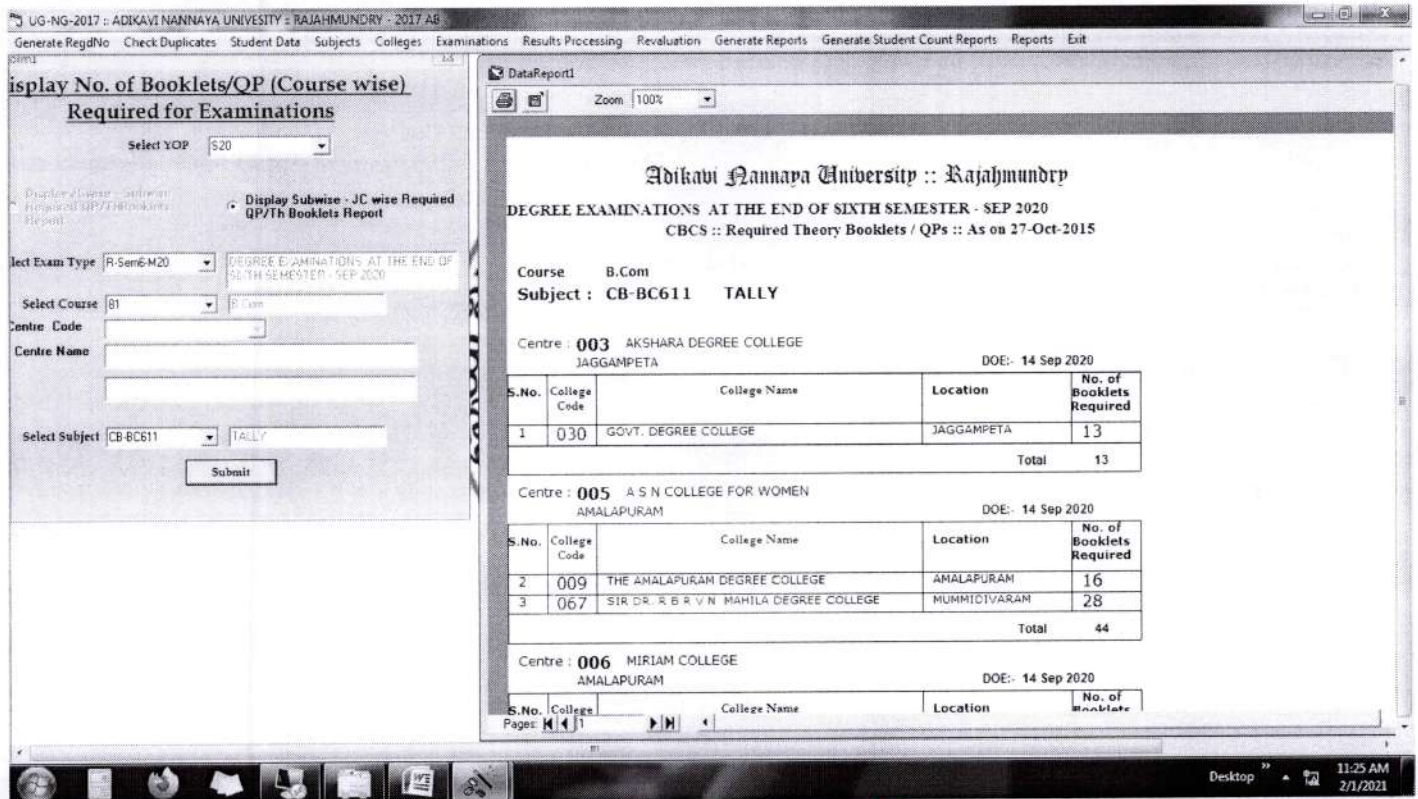 UG-NG-2017 :: ADIKAVI NANNAYA UNIVESITY :: RAJAHMUNDRY - 2017 AB
Generate RegdNo Check Duplicates Student Data Subjects Colleges Examinations Results Processing Revaluation Generate Reports Generate Student Count Reports Reports Exit
isplay No. of Booklets/QP (Course wise)
Required for Examinations
Select YOP S20
Display Subwise - JC wise Required
QP/Th Booklets Report
Report
lect Exam Type R-Sem6-M20 DEGREE EXAMINATIONS AT THE END OF
SIXTH SEMESTER - SEP 2020
Select Course 81 B.Com
Centre Code
Centre Name
Select Subject CB-BC611 TALLY
Submit
DataReport1
Zoom 100%
Adikavi Nannaya University :: Rajahmundry
DEGREE EXAMINATIONS AT THE END OF SIXTH SEMESTER - SEP 2020
CBCS :: Required Theory Booklets / QPs :: As on 27-Oct-2015
Course B.Com
Subject : CB-BC611 TALLY
Centre : 003 AKSHARA DEGREE COLLEGE
JAGGAMPETA DOE:- 14 Sep 2020
S.No. College Code College Name Location No. of Booklets Required
1 030 GOVT. DEGREE COLLEGE JAGGAMPETA 13
Total 13
Centre : 005 A S N COLLEGE FOR WOMEN
AMALAPURAM DOE:- 14 Sep 2020
S.No. College Code College Name Location No. of Booklets Required
2 009 THE AMALAPURAM DEGREE COLLEGE AMALAPURAM 16
3 067 SIR DR. R B R V N MAHILA DEGREE COLLEGE MUMMIDIVARAM 28
Total 44
Centre : 006 MIRIAM COLLEGE
AMALAPURAM DOE:- 14 Sep 2020
S.No. College College Name Location No. of Booklets
Pages: 1
Desktop 11:25 AM
2/1/2021